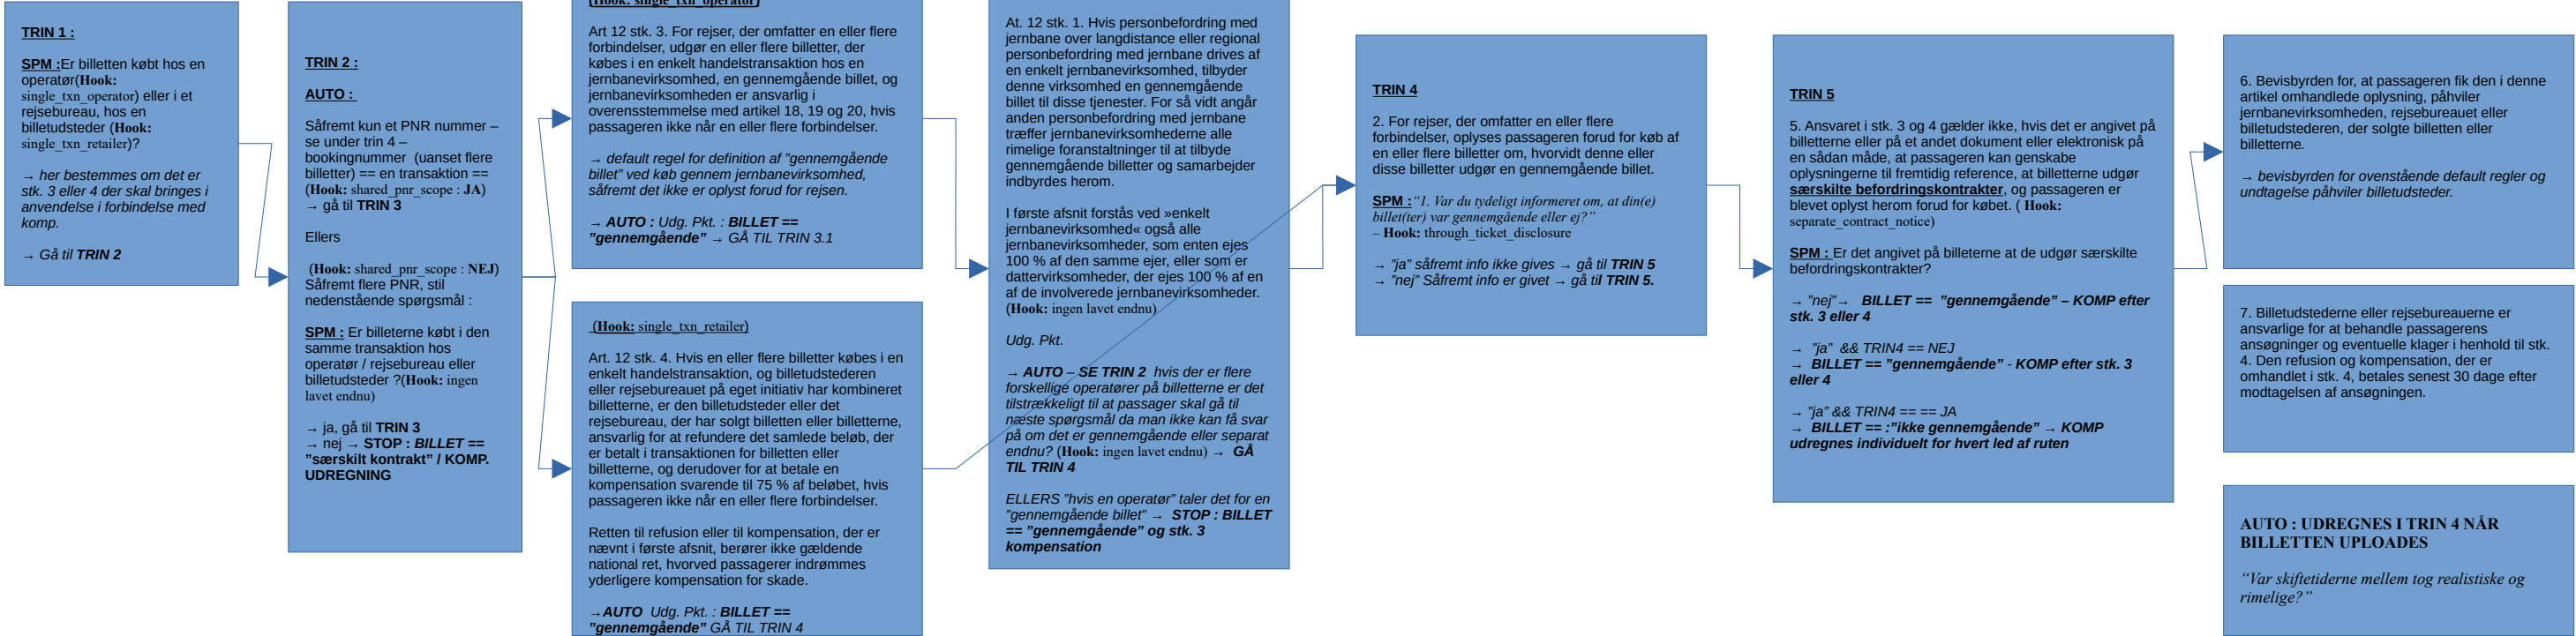 TRIN 1 :
SPM :Er billetten købt hos en
operatør(Hook:
single_txn_operator) eller i et
rejsebureau, hos en
billetudsteder (Hook:
single_txn_retailer)?
→ her bestemmes om det er
stk. 3 eller 4 der skal bringes i
anvendelse i forbindelse med
komp.
→ Gå til TRIN 2
TRIN 2 :
AUTO :
Såfremt kun et PNR nummer –
se under trin 4 –
bookingnummer (uanset flere
billetter) == en transaktion ==
(Hook: shared_pnr_scope : JA)
→ gå til TRIN 3
Ellers
(Hook: shared_pnr_scope : NEJ)
Såfremt flere PNR, stil
nedenstående spørgsmål :
SPM : Er billeterne købt i den
samme transaktion hos
operatør / rejsebureau eller
billetudsteder ?(Hook: ingen
lavet endnu)
→ ja, gå til TRIN 3
→ nej → STOP : BILLET ==
”særskilt kontrakt” / KOMP.
UDREGNING
(Hook: single_txn_operator)
Art 12 stk. 3. For rejser, der omfatter en eller flere
forbindelser, udgør en eller flere billetter, der
købes i en enkelt handelstransaktion hos en
jernbanevirksomhed, en gennemgående billet, og
jernbanevirksomheden er ansvarlig i
overensstemmelse med artikel 18, 19 og 20, hvis
passageren ikke når en eller flere forbindelser.
→ default regel for definition af ”gennemgående
billet” ved køb gennem jernbanevirksomhed,
såfremt det ikke er oplyst forud for rejsen.
→ AUTO : Udg. Pkt. : BILLET ==
”gennemgående” → GÅ TIL TRIN 3.1
(Hook: single_txn_retailer)
Art. 12 stk. 4. Hvis en eller flere billetter købes i en
enkelt handelstransaktion, og billetudstederen
eller rejsebureauet på eget initiativ har kombineret
billetterne, er den billetudsteder eller det
rejsebureau, der har solgt billetten eller billetterne,
ansvarlig for at refundere det samlede beløb, der
er betalt i transaktionen for billetten eller
billetterne, og derudover for at betale en
kompensation svarende til 75 % af beløbet, hvis
passageren ikke når en eller flere forbindelser.
Retten til refusion eller til kompensation, der er
nævnt i første afsnit, berører ikke gældende
national ret, hvorved passagerer indrømmes
yderligere kompensation for skade.
→AUTO Udg. Pkt. : BILLET ==
”gennemgående” GÅ TIL TRIN 4
At. 12 stk. 1. Hvis personbefordring med
jernbane over langdistance eller regional
personbefordring med jernbane drives af
en enkelt jernbanevirksomhed, tilbyder
denne virksomhed en gennemgående
billet til disse tjenester. For så vidt angår
anden personbefordring med jernbane
træffer jernbanevirksomhederne alle
rimelige foranstaltninger til at tilbyde
gennemgående billetter og samarbejder
indbyrdes herom.
I første afsnit forstås ved »enkelt
jernbanevirksomhed« også alle
jernbanevirksomheder, som enten ejes
100 % af den samme ejer, eller som er
dattervirksomheder, der ejes 100 % af en
af de involverede jernbanevirksomheder.
(Hook: ingen lavet endnu)
Udg. Pkt.
→ AUTO – SE TRIN 2 hvis der er flere
forskellige operatører på billetterne er det
tilstrækkeligt til at passager skal gå til
næste spørgsmål da man ikke kan få svar
på om det er gennemgående eller separat
endnu? (Hook: ingen lavet endnu) → GÅ
TIL TRIN 4
ELLERS ”hvis en operatør” taler det for en
”gennemgående billet” → STOP : BILLET
== ”gennemgående” og stk. 3
kompensation
TRIN 4
2. For rejser, der omfatter en eller flere
forbindelser, oplyses passageren forud for køb af
en eller flere billetter om, hvorvidt denne eller
disse billetter udgør en gennemgående billet.
SPM :“1. Var du tydeligt informeret om, at din(e)
billet(ter) var gennemgående eller ej?”
– Hook: through_ticket_disclosure
→ ”ja” såfremt info ikke gives → gå til TRIN 5
→ ”nej” Såfremt info er givet → gå til TRIN 5.
TRIN 5
5. Ansvaret i stk. 3 og 4 gælder ikke, hvis det er angivet på
billetterne eller på et andet dokument eller elektronisk på
en sådan måde, at passageren kan genskabe
oplysningerne til fremtidig reference, at billetterne udgør
særskilte befordringskontrakter, og passageren er
blevet oplyst herom forud for købet. ( Hook:
separate_contract_notice)
SPM : Er det angivet på billeterne at de udgør særskilte
befordringskontrakter?
→ ”nej”→ BILLET == ”gennemgående” – KOMP efter
stk. 3 eller 4
→ ”ja” && TRIN4 == NEJ
→ BILLET == ”gennemgående” - KOMP efter stk. 3
eller 4
→ ”ja” && TRIN4 == == JA
→ BILLET == :”ikke gennemgående” → KOMP
udregnes individuelt for hvert led af ruten
6. Bevisbyrden for, at passageren fik den i denne
artikel omhandlede oplysning, påhviler
jernbanevirksomheden, rejsebureauet eller
billetudstederen, der solgte billetten eller
billetterne.
→ bevisbyrden for ovenstående default regler og
undtagelse påhviler billetudsteder.
7. Billetudstederne eller rejsebureauerne er
ansvarlige for at behandle passagerens
ansøgninger og eventuelle klager i henhold til stk.
4. Den refusion og kompensation, der er
omhandlet i stk. 4, betales senest 30 dage efter
modtagelsen af ansøgningen.
AUTO : UDREGNES I TRIN 4 NÅR
BILLETTEN UPLOADES
“Var skiftetiderne mellem tog realistiske og
rimelige?”